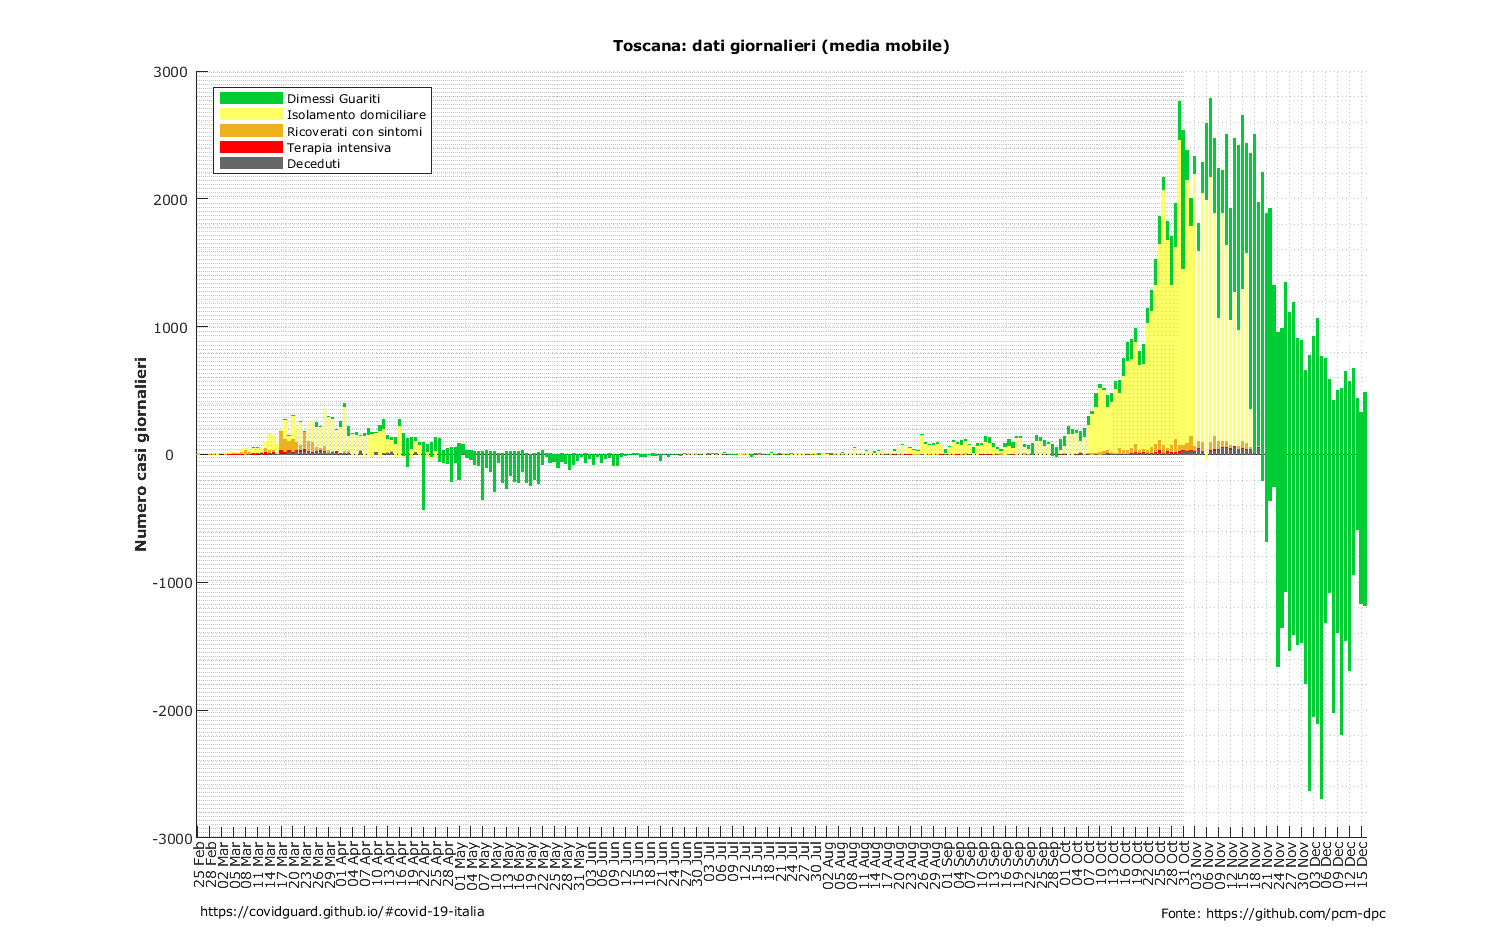 Toscana: dati giornalieri (media mobile)
3000
2000
1000
0
-1000
-2000
-3000
Numero casi giornalieri
Dimessi Guariti
Isolamento domiciliare
Ricoverati con sintomi
Terapia intensiva
Deceduti
25 Feb
28 Feb
02 Mar
05 Mar
08 Mar
11 Mar
14 Mar
17 Mar
20 Mar
23 Mar
26 Mar
29 Mar
01 Apr
04 Apr
07 Apr
10 Apr
13 Apr
16 Apr
19 Apr
22 Apr
25 Apr
28 Apr
01 May
04 May
07 May
10 May
13 May
16 May
19 May
22 May
25 May
28 May
31 May
03 Jun
06 Jun
09 Jun
12 Jun
15 Jun
18 Jun
21 Jun
24 Jun
27 Jun
30 Jun
03 Jul
06 Jul
09 Jul
12 Jul
15 Jul
18 Jul
21 Jul
24 Jul
27 Jul
30 Jul
02 Aug
05 Aug
08 Aug
11 Aug
14 Aug
17 Aug
20 Aug
23 Aug
26 Aug
29 Aug
01 Sep
04 Sep
07 Sep
10 Sep
13 Sep
16 Sep
19 Sep
22 Sep
25 Sep
28 Sep
01 Oct
04 Oct
07 Oct
10 Oct
13 Oct
16 Oct
19 Oct
22 Oct
25 Oct
28 Oct
31 Oct
03 Nov
06 Nov
09 Nov
12 Nov
15 Nov
18 Nov
21 Nov
24 Nov
27 Nov
30 Nov
03 Dec
06 Dec
09 Dec
12 Dec
15 Dec
https://covidguard.github.io/#covid-19-italia
Fonte: https://github.com/pcm-dpc